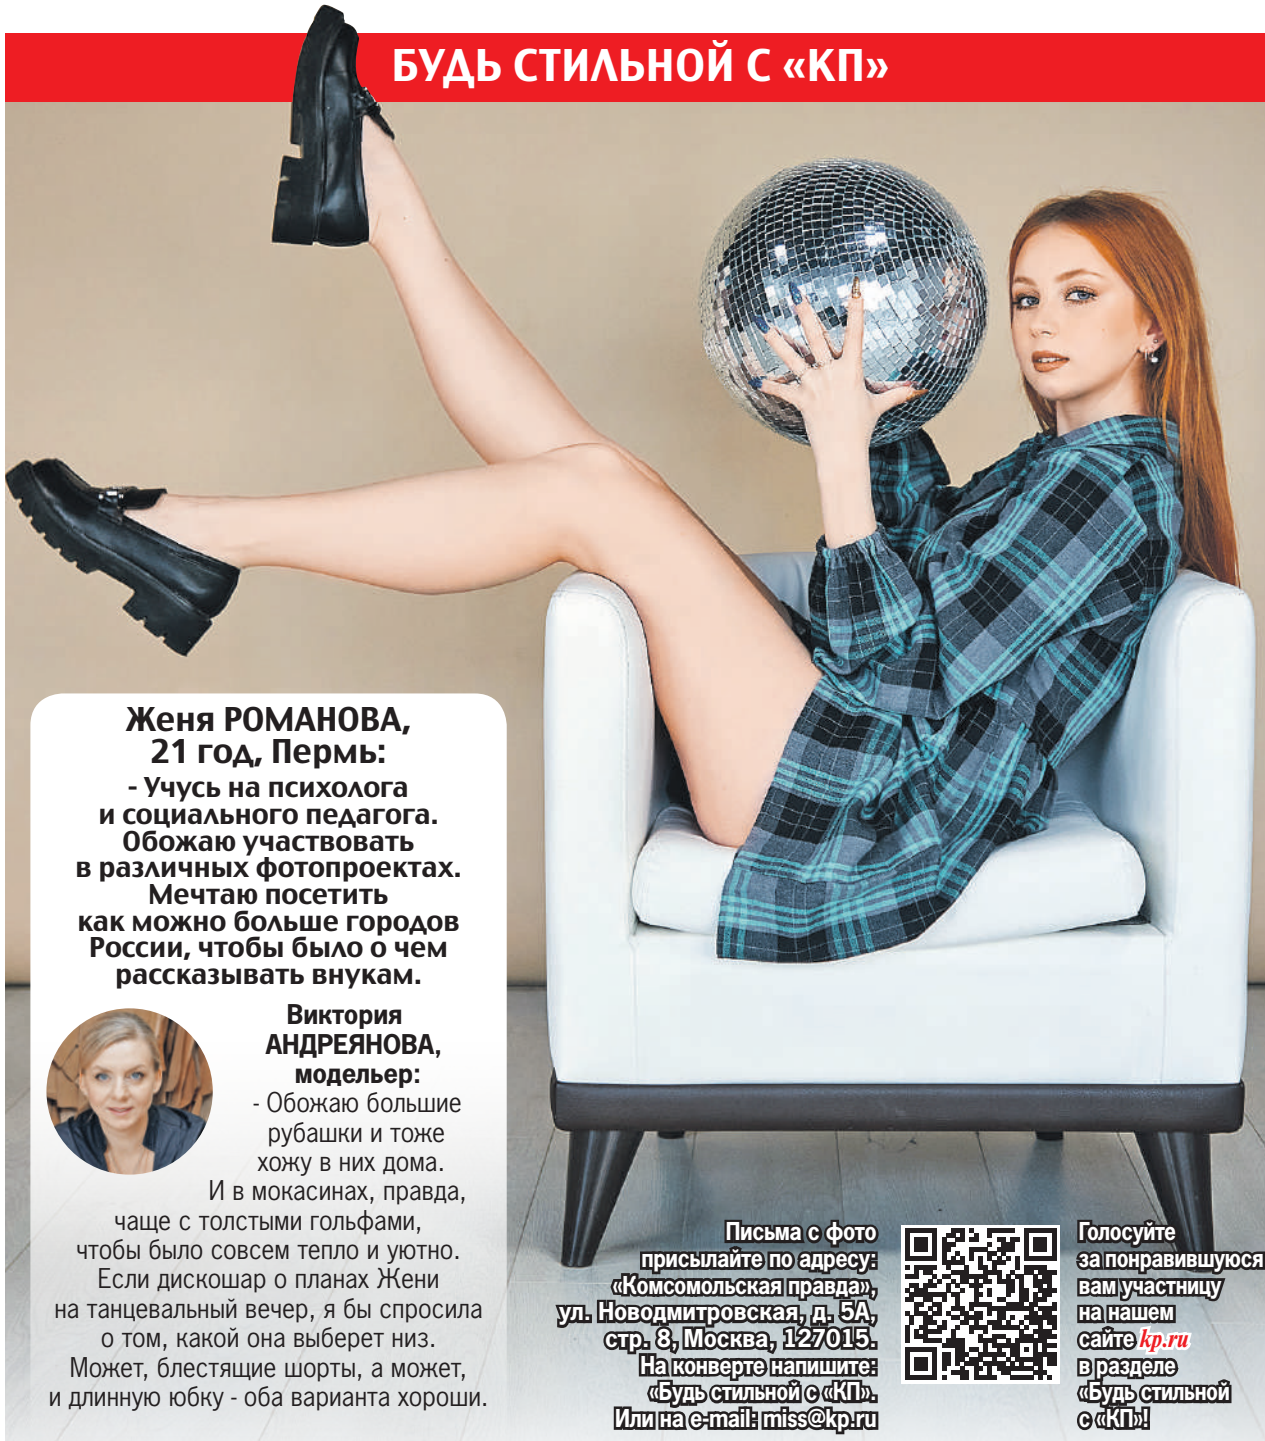 БУДЬ СТИЛЬНОЙ С «КП»
Женя РОМАНОВА,
21 год, Пермь:
- Учусь на психолога
и социального педагога.
Обожаю участвовать
в различных фотопроектах.
Мечтаю посетить
как можно больше городов
России, чтобы было о чем
рассказывать внукам.
Виктория
АНДРЕЯНОВА,
модельер:
- Обожаю большие
рубашки и тоже
хожу в них дома.
И в мокасинах, правда,
чаще с толстыми гольфами,
чтобы было совсем тепло и уютно.
Если дискошар о планах Жени
на танцевальный вечер, я бы спросила
о том, какой она выберет низ.
Может, блестящие шорты, а может,
и длинную юбку - оба варианта хороши.
Письма с фото
присылайте по адресу:
«Комсомольская правда»,
ул. Новодмитровская, д. 5А,
стр. 8, Москва, 127015.
На конверте напишите:
«Будь стильной с «КП».
Или на e-mail: miss@kp.ru
Голосуйте
за понравившуюся
вам участницу
на нашем
сайте kp.ru
в разделе
«Будь стильной
с «КП»!